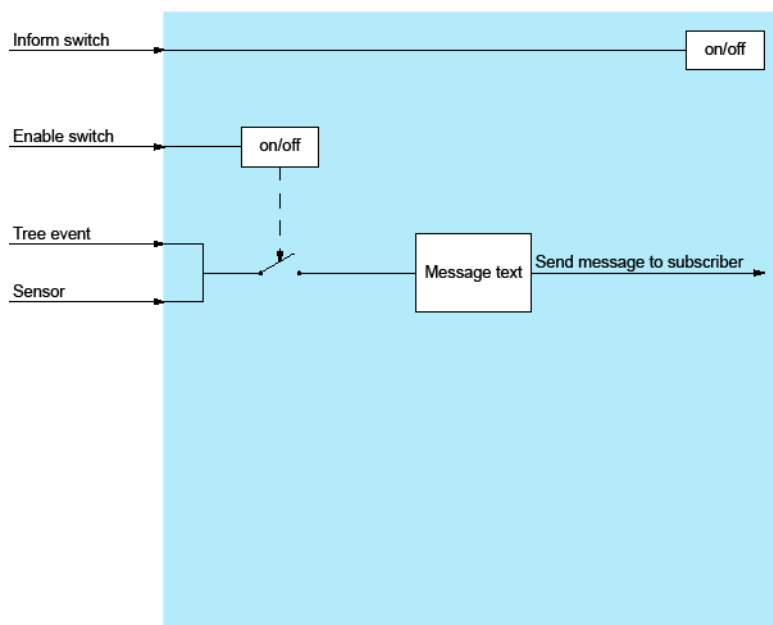 Inform switch
on/off
Enable switch
on/off
Tree event
Sensor
Message text
Send message to subscriber